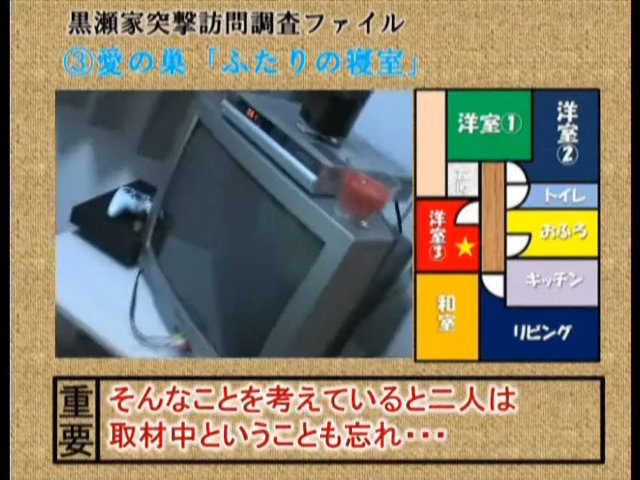 黒瀬家突撃訪問調査ファイル
③愛の巣「ふたりの寝室」
洋室①
洋室②
トイレ
洋室③
おふろ
キッチン
和室
リビング
重要
そんなことを考えていると二人は
取材中ということも忘れ・・・